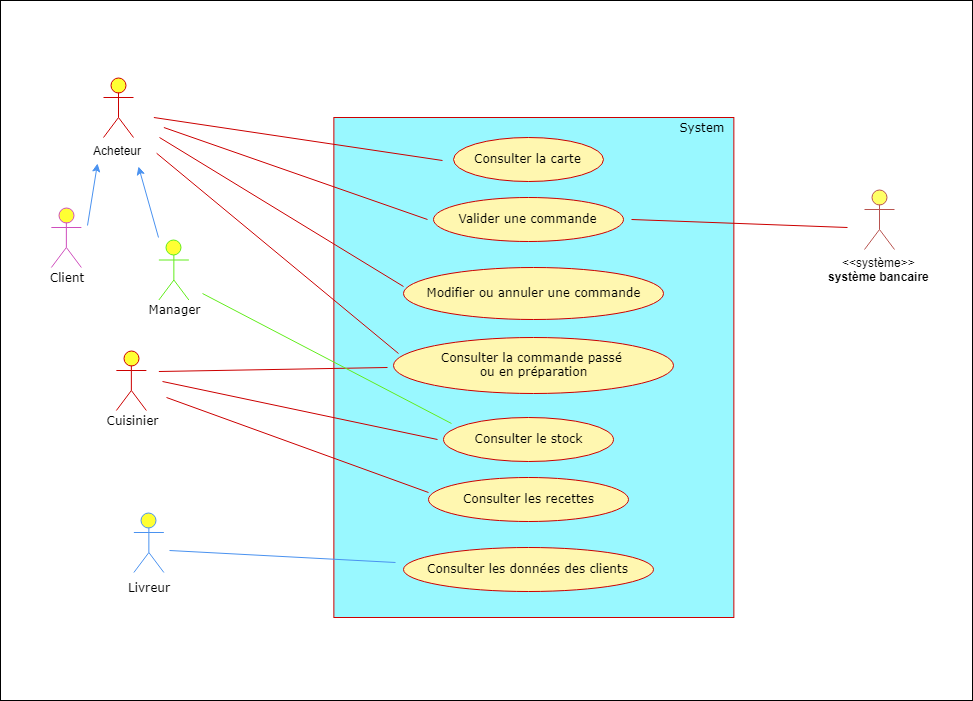 System
Acheteur
Consulter la carte
Valider une commande
Client
<<système>>
système bancaire
Manager
Modifier ou annuler une commande
Consulter la commande passé
ou en préparation
Cuisinier
Consulter le stock
Consulter les recettes
Livreur
Consulter les données des clients